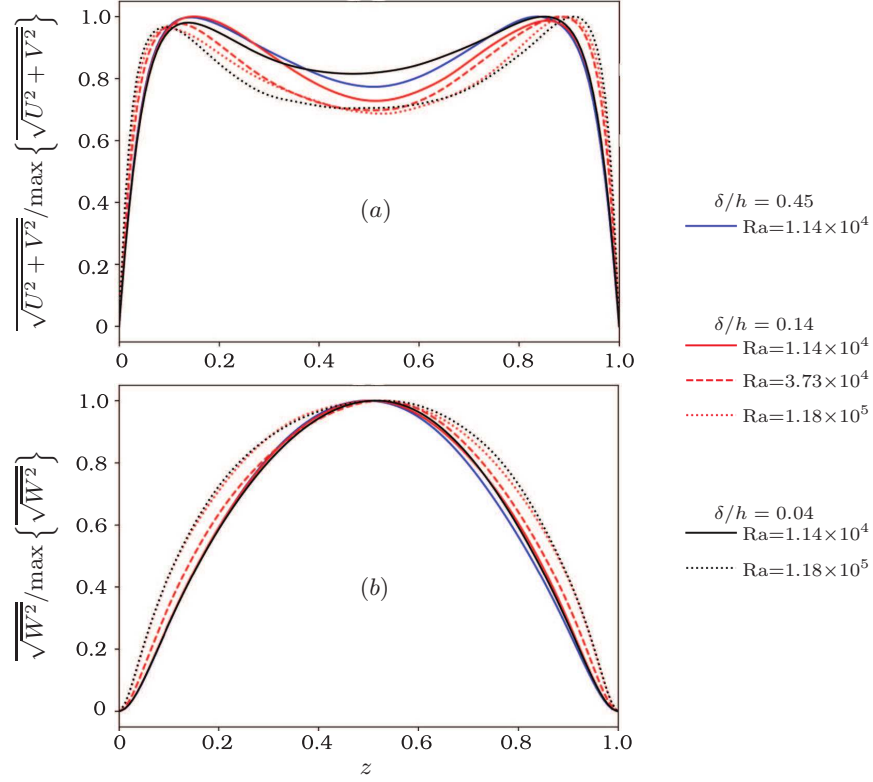 1.0
0.8
0.6
0.4
0.2
0
√U² + V²/max{√U² + V²}
(a)
0 0.2 0.4 0.6 0.8 1.0
1.0
0.8
0.6
0.4
0.2
0
√W²/max{√W²}
(b)
0 0.2 0.4 0.6 0.8 1.0
z
δ/h = 0.45
Ra=1.14×10⁴
δ/h = 0.14
Ra=1.14×10⁴
Ra=3.73×10⁴
Ra=1.18×10⁵
δ/h = 0.04
Ra=1.14×10⁴
Ra=1.18×10⁵